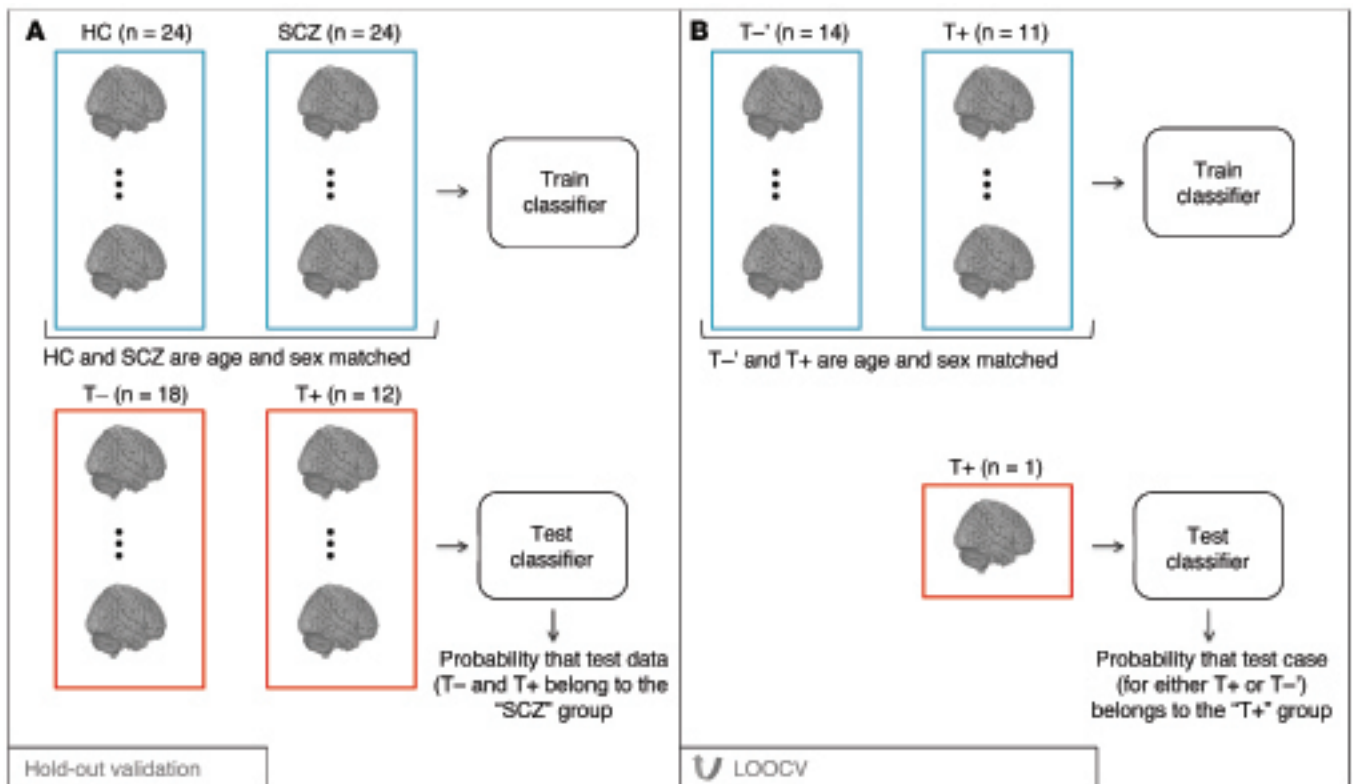 A
HC (n = 24)
SCZ (n = 24)
Train
classifier
HC and SCZ are age and sex matched
T– (n = 18)
T+ (n = 12)
Test
classifier
Probability that test data
(T– and T+ belong to the
"SCZ" group
Hold-out validation
B
T–' (n = 14)
T+ (n = 11)
Train
classifier
T–' and T+ are age and sex matched
T+ (n = 1)
Test
classifier
Probability that test case
(for either T+ or T–')
belongs to the "T+" group
LOOCV